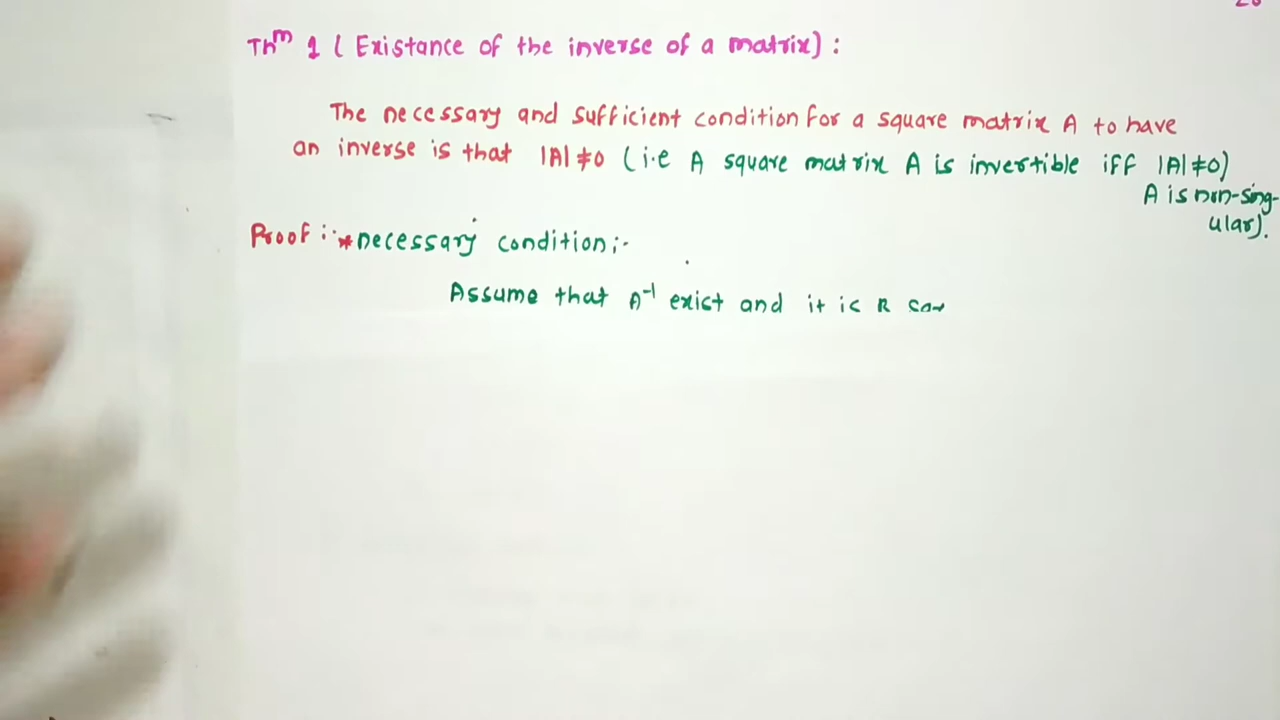 Thm 1 ( Existance of the inverse of a matrix) :
The necessary and sufficient condition for a square matrix A to have
an inverse is that |A| ≠ 0 ( i.e A square matrix A is invertible iff |A| ≠ 0)
A is non-sing-
ular).
Proof :- * necessary condition :-
Assume that A⁻¹ exist and it is